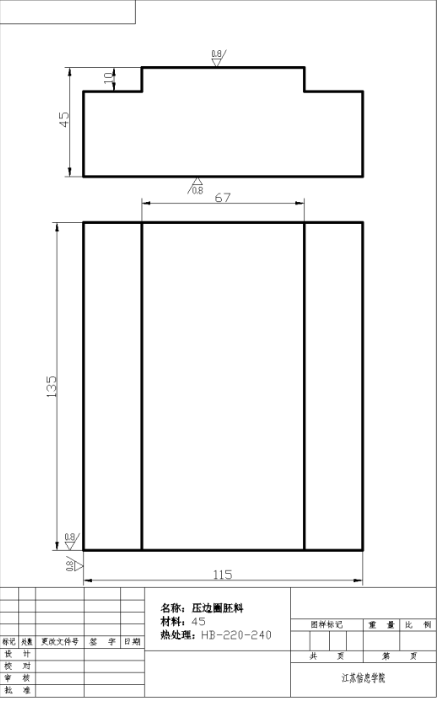 0.8
10
45
0.8
67
135
0.8
0.8
115
名称：压边圈胚料
材料：45
热处理：HB-220-240
图样标记 重 量 比 例
标记 处数 更改文件号 签 字 日期
设 计
共 页 第 页
校 对
审 核
江苏信息学院
批 准